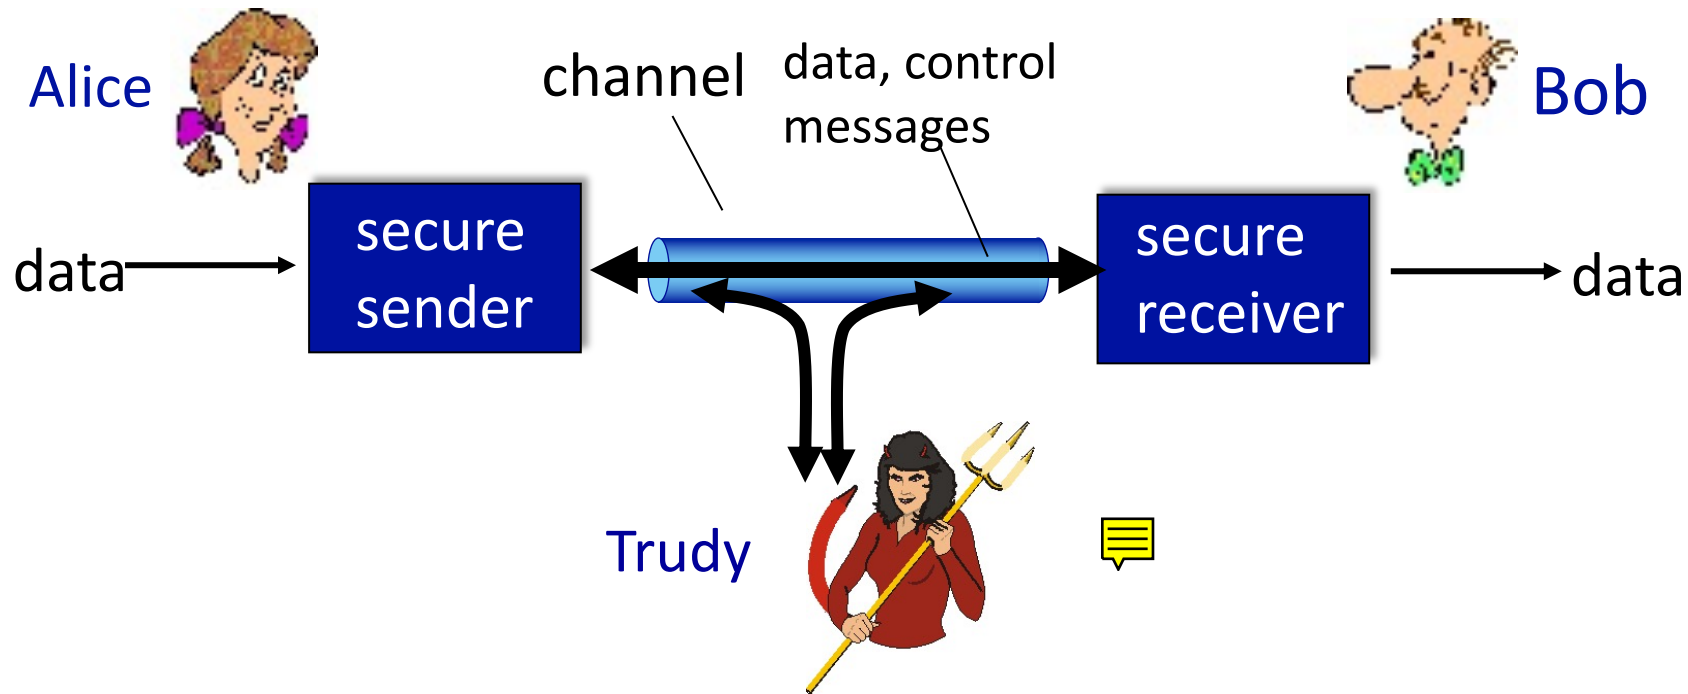 Alice
channel
data, control
messages
Bob
data
secure
sender
secure
receiver
data
Trudy